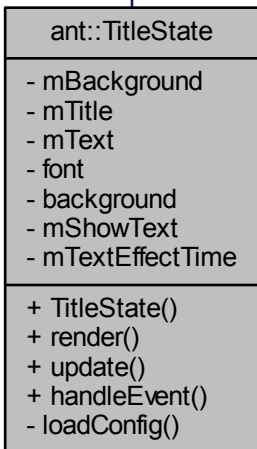 ant::TitleState
- mBackground
- mTitle
- mText
- font
- background
- mShowText
- mTextEffectTime
+ TitleState()
+ render()
+ update()
+ handleEvent()
- loadConfig()